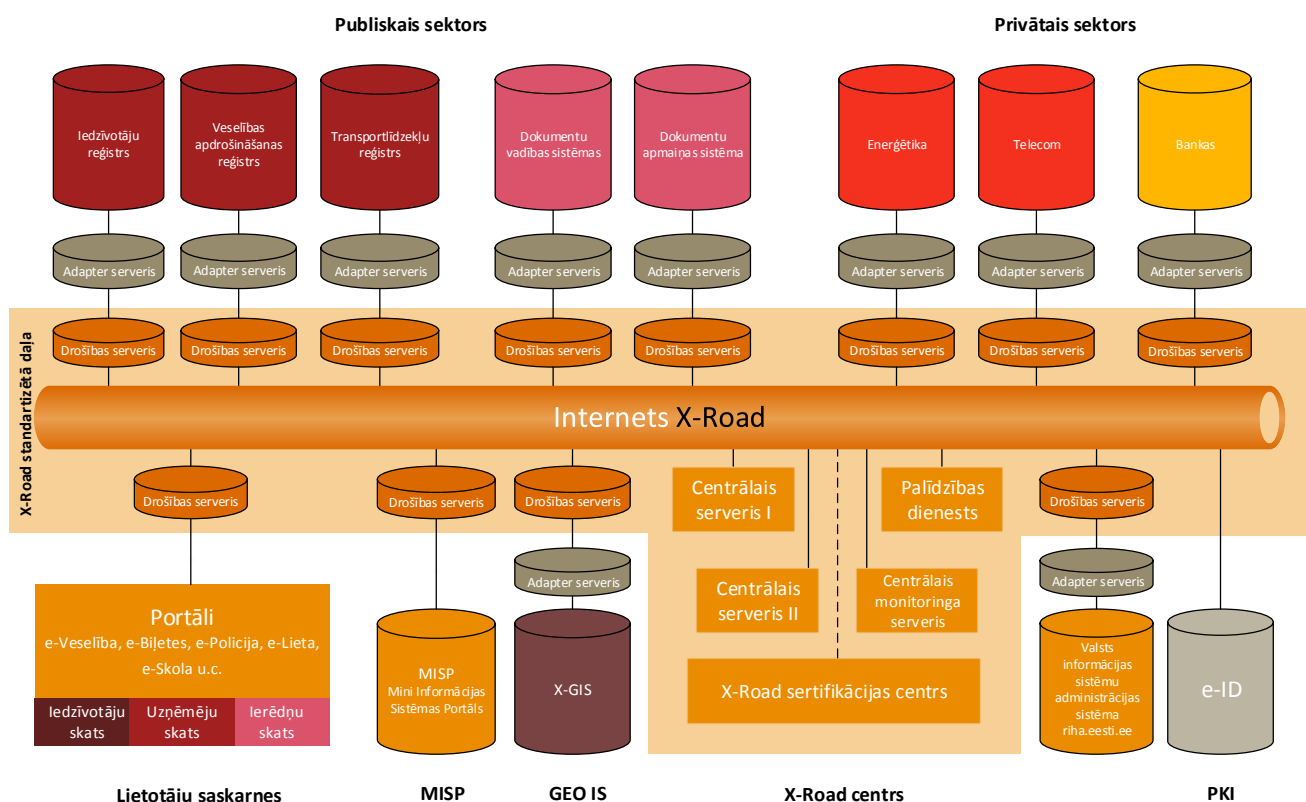 Publiskais sektors
Privātais sektors
Iedzīvotāju
reģistrs
Veselības
apdrošināšanas
reģistrs
Transportlīdzekļu
reģistrs
Dokumentu
vadības sistēmas
Dokumentu
apmaiņas sistēma
Enerģētika
Telecom
Bankas
Adapter serveris
Adapter serveris
Adapter serveris
Adapter serveris
Adapter serveris
Adapter serveris
Adapter serveris
Adapter serveris
X-Road standartizētā daļa
Drošības serveris
Drošības serveris
Drošības serveris
Drošības serveris
Drošības serveris
Drošības serveris
Drošības serveris
Drošības serveris
Internets X-Road
Drošības serveris
Drošības serveris
Drošības serveris
Centrālais
serveris I
Palīdzības
dienests
Drošības serveris
Adapter serveris
Centrālais
serveris II
Centrālais
monitoringa
serveris
Adapter serveris
Portāli
e-Veselība, e-Biļetes, e-Policija, e-Lieta,
e-Skola u.c.
Iedzīvotāju
skats
Uzņēmēju
skats
Ierēdņu
skats
MISP
Mini Informācijas
Sistēmas Portāls
X-GIS
X-Road sertifikācijas centrs
Valsts
informācijas
sistēmu
administrācijas
sistēma
riha.eesti.ee
e-ID
Lietotāju saskarnes
MISP
GEO IS
X-Road centrs
PKI